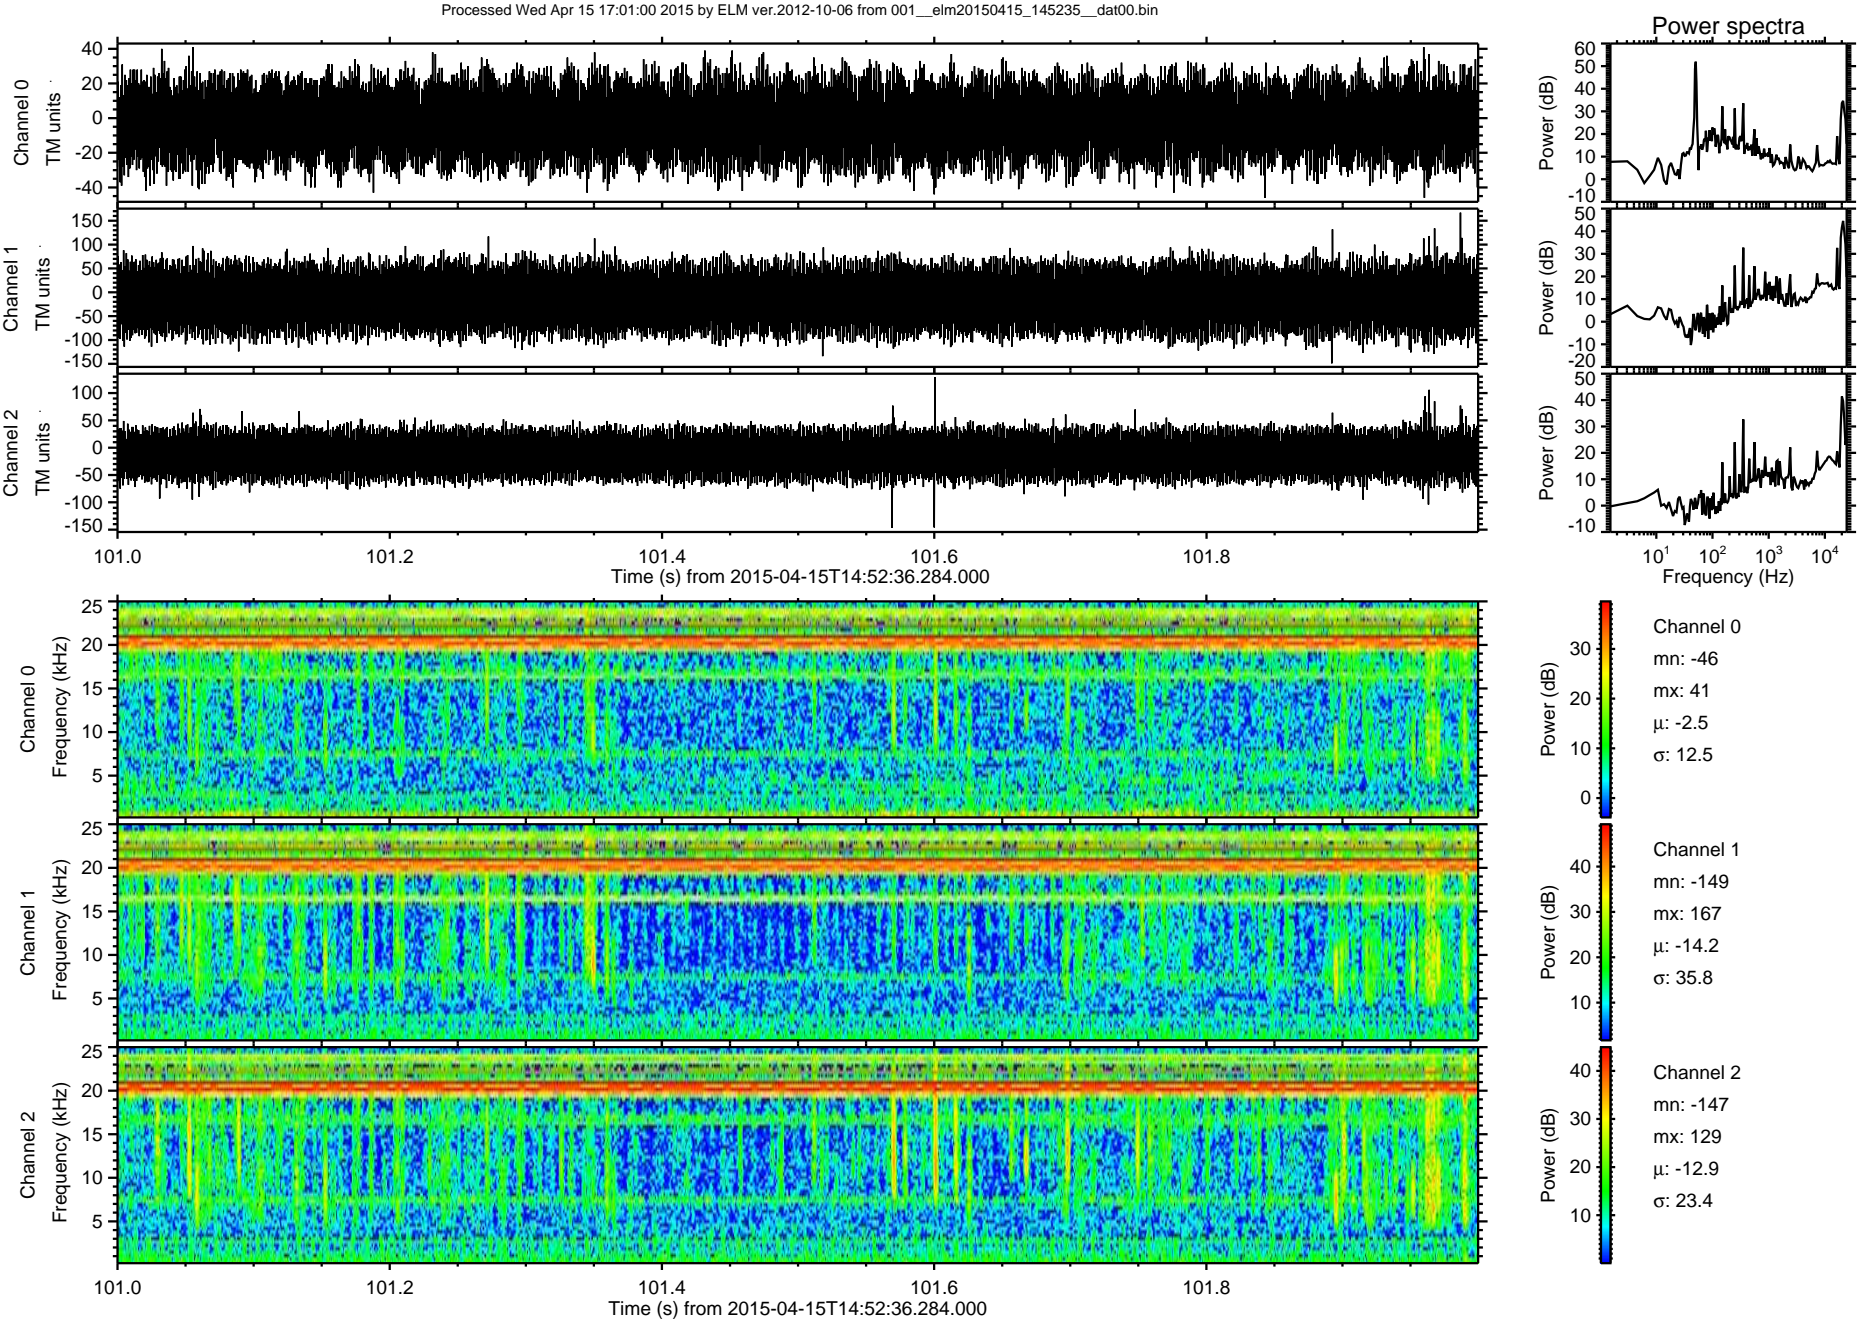 Processed Wed Apr 15 17:01:00 2015 by ELM ver.2012-10-06 from 001__elm20150415_145235__dat00.bin
Power spectra
Channel 0
TM units
40
20
0
-20
-40
Power (dB)
60
50
40
30
20
10
0
-10
Channel 1
TM units
150
100
50
0
-50
-100
-150
Power (dB)
50
40
30
20
10
0
-10
-20
Channel 2
TM units
100
50
0
-50
-100
-150
Power (dB)
50
40
30
20
10
0
-10
101.0 101.2 101.4 101.6 101.8
Time (s) from 2015-04-15T14:52:36.284.000
10^1 10^2 10^3 10^4
Frequency (Hz)
Channel 0
Frequency (kHz)
25
20
15
10
5
Power (dB)
30
20
10
0
Channel 0
mn: -46
mx: 41
μ: -2.5
σ: 12.5
Channel 1
Frequency (kHz)
25
20
15
10
5
Power (dB)
40
30
20
10
Channel 1
mn: -149
mx: 167
μ: -14.2
σ: 35.8
Channel 2
Frequency (kHz)
25
20
15
10
5
Power (dB)
40
30
20
10
Channel 2
mn: -147
mx: 129
μ: -12.9
σ: 23.4
101.0 101.2 101.4 101.6 101.8
Time (s) from 2015-04-15T14:52:36.284.000